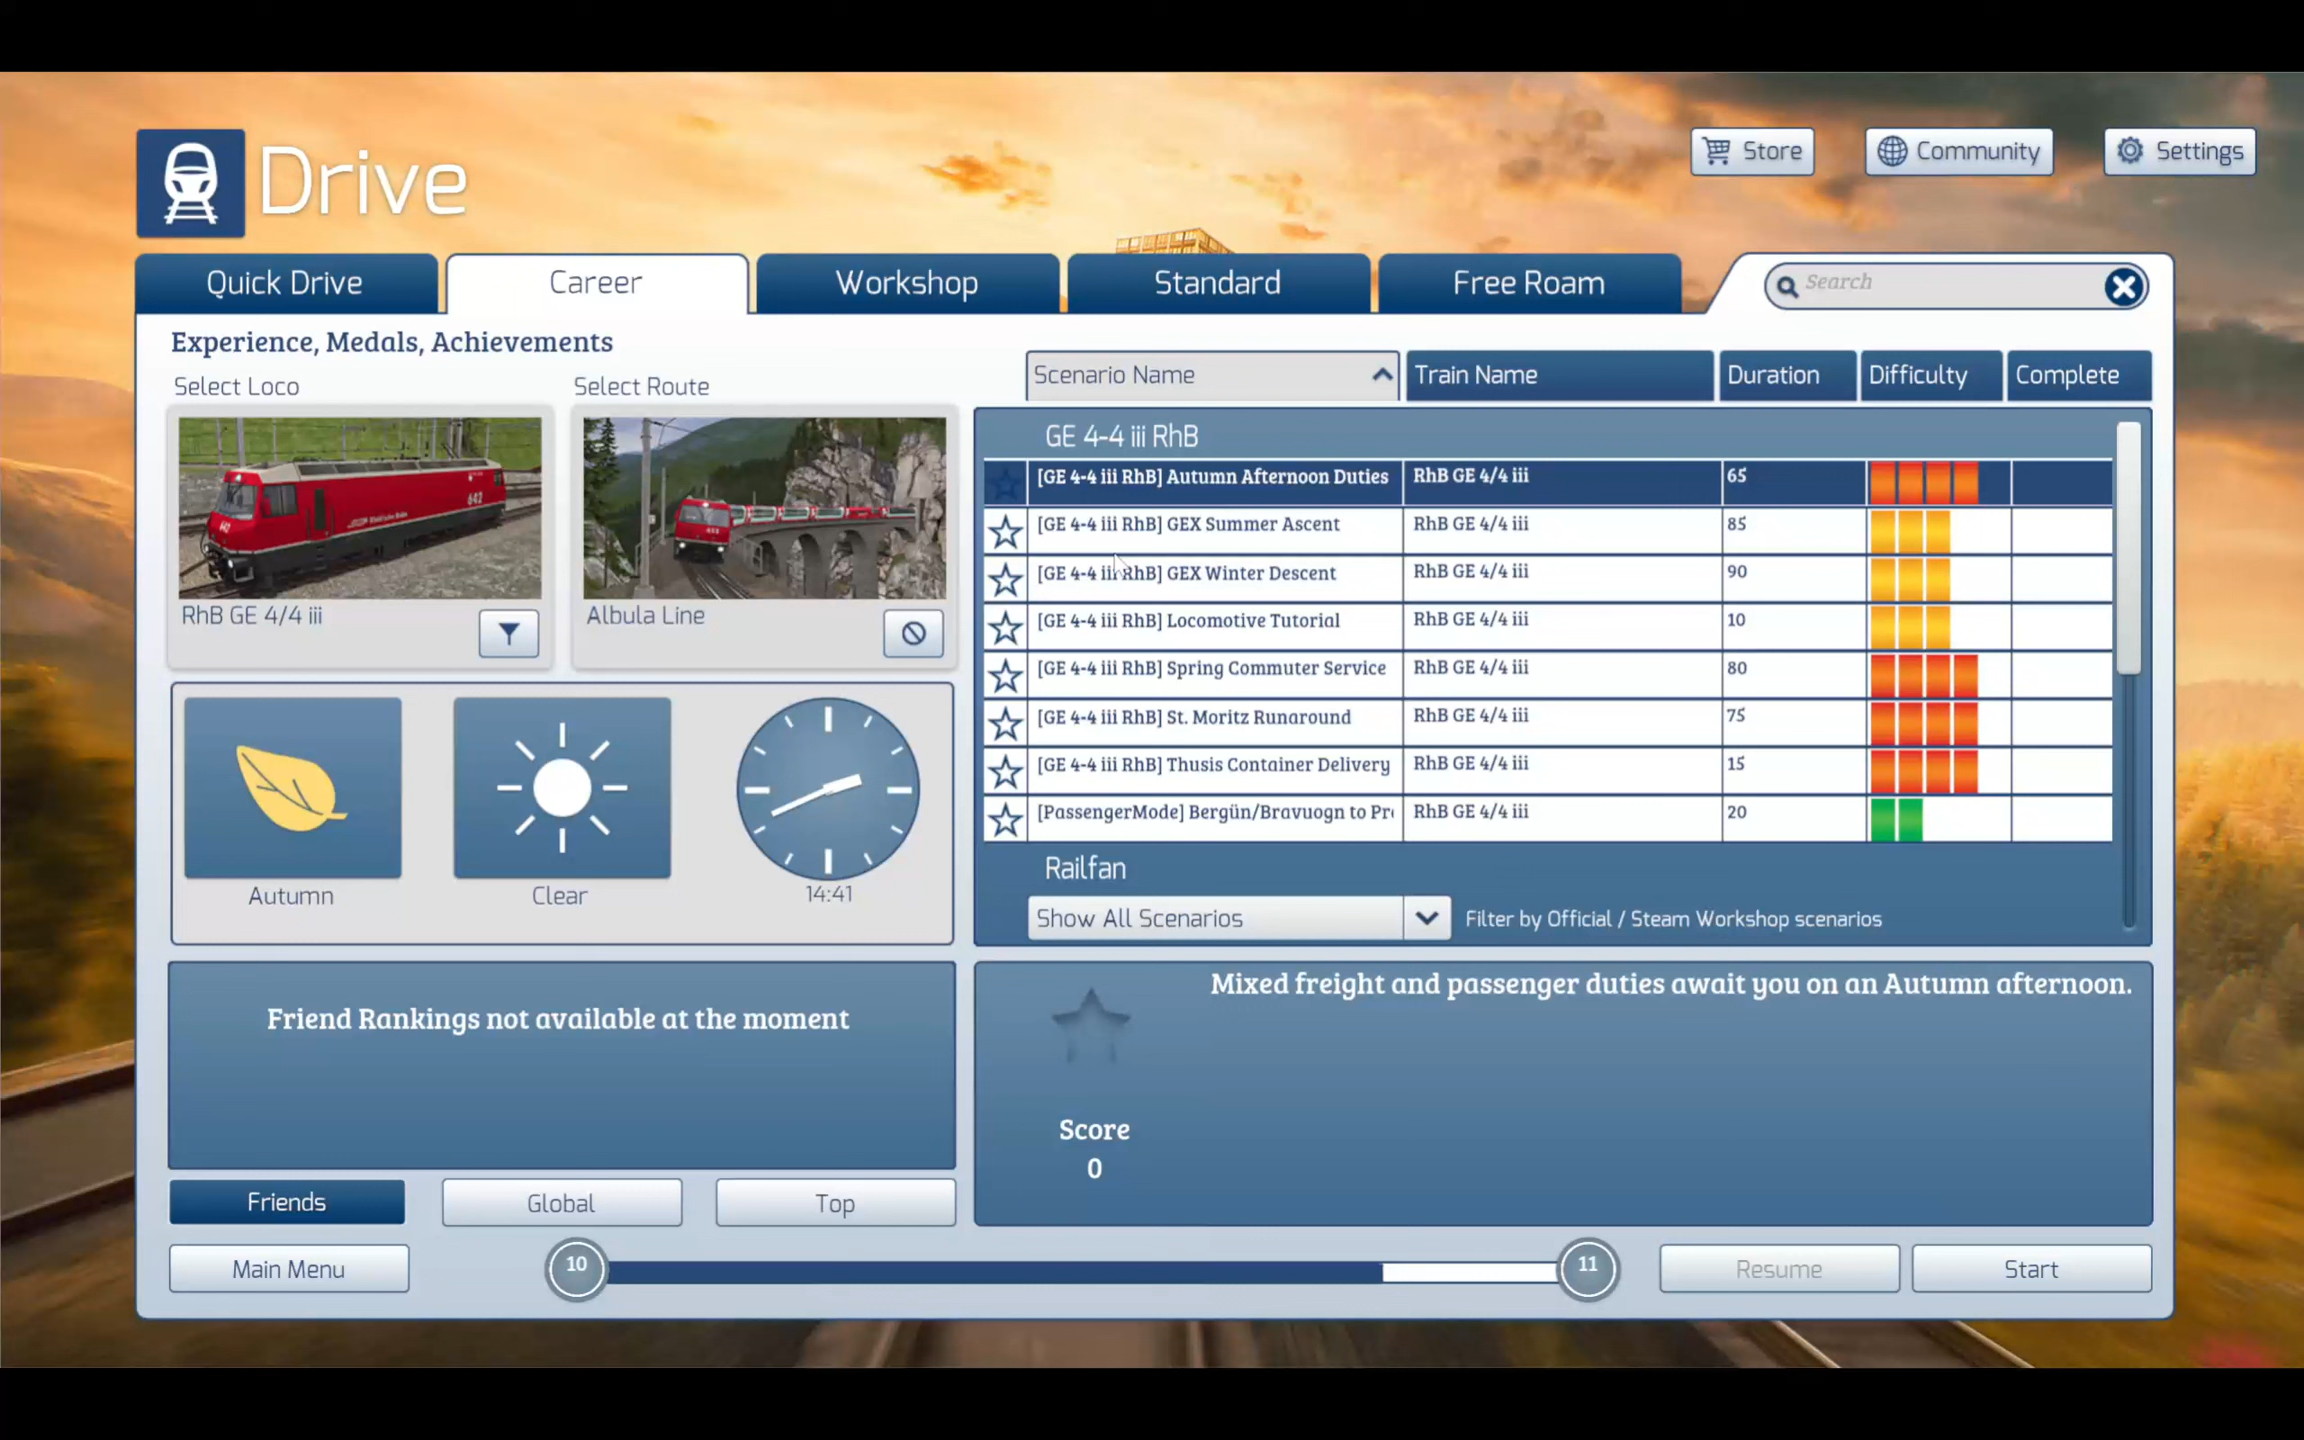 Drive
Store
Community
Settings
Quick Drive
Career
Workshop
Standard
Free Roam
Search
Experience, Medals, Achievements
Select Loco
Select Route
RhB GE 4/4 iii
Albula Line
Autumn
Clear
14:41
Scenario Name
Train Name
Duration
Difficulty
Complete
GE 4-4 iii RhB
[GE 4-4 iii RhB] Autumn Afternoon Duties RhB GE 4/4 iii 65
[GE 4-4 iii RhB] GEX Summer Ascent RhB GE 4/4 iii 85
[GE 4-4 iii RhB] GEX Winter Descent RhB GE 4/4 iii 90
[GE 4-4 iii RhB] Locomotive Tutorial RhB GE 4/4 iii 10
[GE 4-4 iii RhB] Spring Commuter Service RhB GE 4/4 iii 80
[GE 4-4 iii RhB] St. Moritz Runaround RhB GE 4/4 iii 75
[GE 4-4 iii RhB] Thusis Container Delivery RhB GE 4/4 iii 15
[PassengerMode] Bergün/Bravuogn to Pr RhB GE 4/4 iii 20
Railfan
Show All Scenarios
Filter by Official / Steam Workshop scenarios
Friend Rankings not available at the moment
Mixed freight and passenger duties await you on an Autumn afternoon.
Score
0
Friends
Global
Top
Main Menu
10
11
Resume
Start